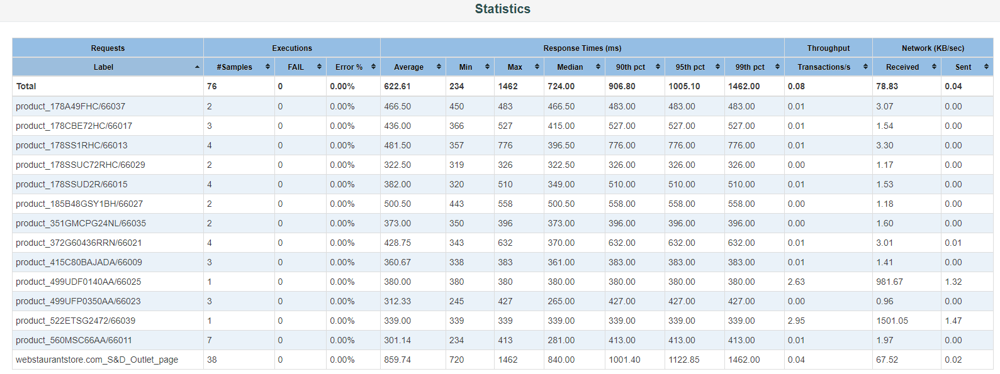 Statistics
Requests Executions Response Times (ms) Throughput Network (KB/sec)
Label #Samples FAIL Error % Average Min Max Median 90th pct 95th pct 99th pct Transactions/s Received Sent
Total 76 0 0.00% 622.61 234 1462 724.00 906.80 1005.10 1462.00 0.08 78.83 0.04
product_178A49FHC/66037 2 0 0.00% 466.50 450 483 466.50 483.00 483.00 483.00 0.01 3.07 0.00
product_178CBE72HC/66017 3 0 0.00% 436.00 366 527 415.00 527.00 527.00 527.00 0.01 1.54 0.00
product_178SS1RHC/66013 4 0 0.00% 481.50 357 776 396.50 776.00 776.00 776.00 0.01 3.30 0.00
product_178SSUC72RHC/66029 2 0 0.00% 322.50 319 326 322.50 326.00 326.00 326.00 0.00 1.17 0.00
product_178SSUD2R/66015 4 0 0.00% 382.00 320 510 349.00 510.00 510.00 510.00 0.01 1.53 0.00
product_185B48GSY1BH/66027 2 0 0.00% 500.50 443 558 500.50 558.00 558.00 558.00 0.00 1.18 0.00
product_351GMCPG24NL/66035 2 0 0.00% 373.00 350 396 373.00 396.00 396.00 396.00 0.00 1.60 0.00
product_372G60436RRN/66021 4 0 0.00% 428.75 343 632 370.00 632.00 632.00 632.00 0.01 3.01 0.01
product_415C80BAJADA/66009 3 0 0.00% 360.67 338 383 361.00 383.00 383.00 383.00 0.01 1.41 0.00
product_499UDF0140AA/66025 1 0 0.00% 380.00 380 380 380.00 380.00 380.00 380.00 2.63 981.67 1.32
product_499UFP0350AA/66023 3 0 0.00% 312.33 245 427 265.00 427.00 427.00 427.00 0.00 0.96 0.00
product_522ETSG2472/66039 1 0 0.00% 339.00 339 339 339.00 339.00 339.00 339.00 2.95 1501.05 1.47
product_560MSC66AA/66011 7 0 0.00% 301.14 234 413 281.00 413.00 413.00 413.00 0.01 1.97 0.00
webstaurantstore.com_S&D_Outlet_page 38 0 0.00% 859.74 720 1462 840.00 1001.40 1122.85 1462.00 0.04 67.52 0.02